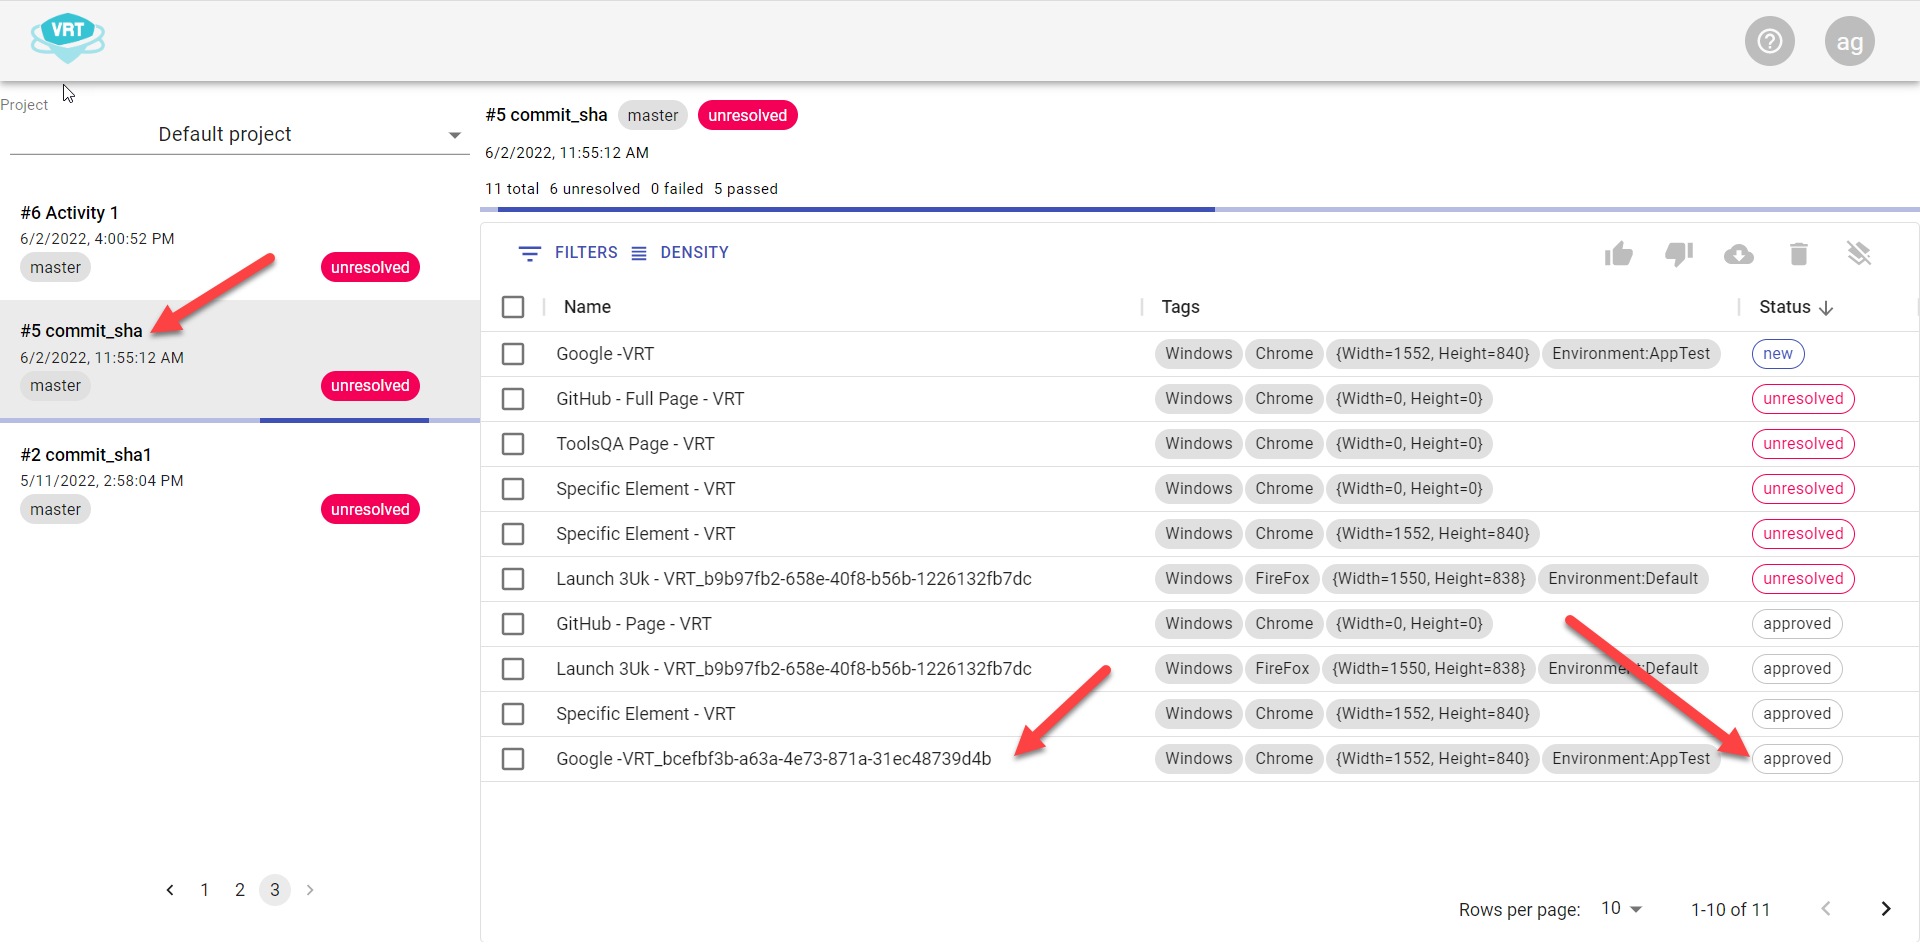 VRT
?
ag
Project
Default project
#6 Activity 1
6/2/2022, 4:00:52 PM
master unresolved
#5 commit_sha
6/2/2022, 11:55:12 AM
master unresolved
#2 commit_sha1
5/11/2022, 2:58:04 PM
master unresolved
1 2 3
#5 commit_sha master unresolved
6/2/2022, 11:55:12 AM
11 total 6 unresolved 0 failed 5 passed
FILTERS DENSITY
Name Tags Status
Google -VRT Windows Chrome {Width=1552, Height=840} Environment:AppTest new
GitHub - Full Page - VRT Windows Chrome {Width=0, Height=0} unresolved
ToolsQA Page - VRT Windows Chrome {Width=0, Height=0} unresolved
Specific Element - VRT Windows Chrome {Width=0, Height=0} unresolved
Specific Element - VRT Windows Chrome {Width=1552, Height=840} unresolved
Launch 3Uk - VRT_b9b97fb2-658e-40f8-b56b-1226132fb7dc Windows FireFox {Width=1550, Height=838} Environment:Default unresolved
GitHub - Page - VRT Windows Chrome {Width=0, Height=0} approved
Launch 3Uk - VRT_b9b97fb2-658e-40f8-b56b-1226132fb7dc Windows FireFox {Width=1550, Height=838} Environment:Default approved
Specific Element - VRT Windows Chrome {Width=1552, Height=840} approved
Google -VRT_bcefbf3b-a63a-4e73-871a-31ec48739d4b Windows Chrome {Width=1552, Height=840} Environment:AppTest approved
Rows per page: 10 1-10 of 11